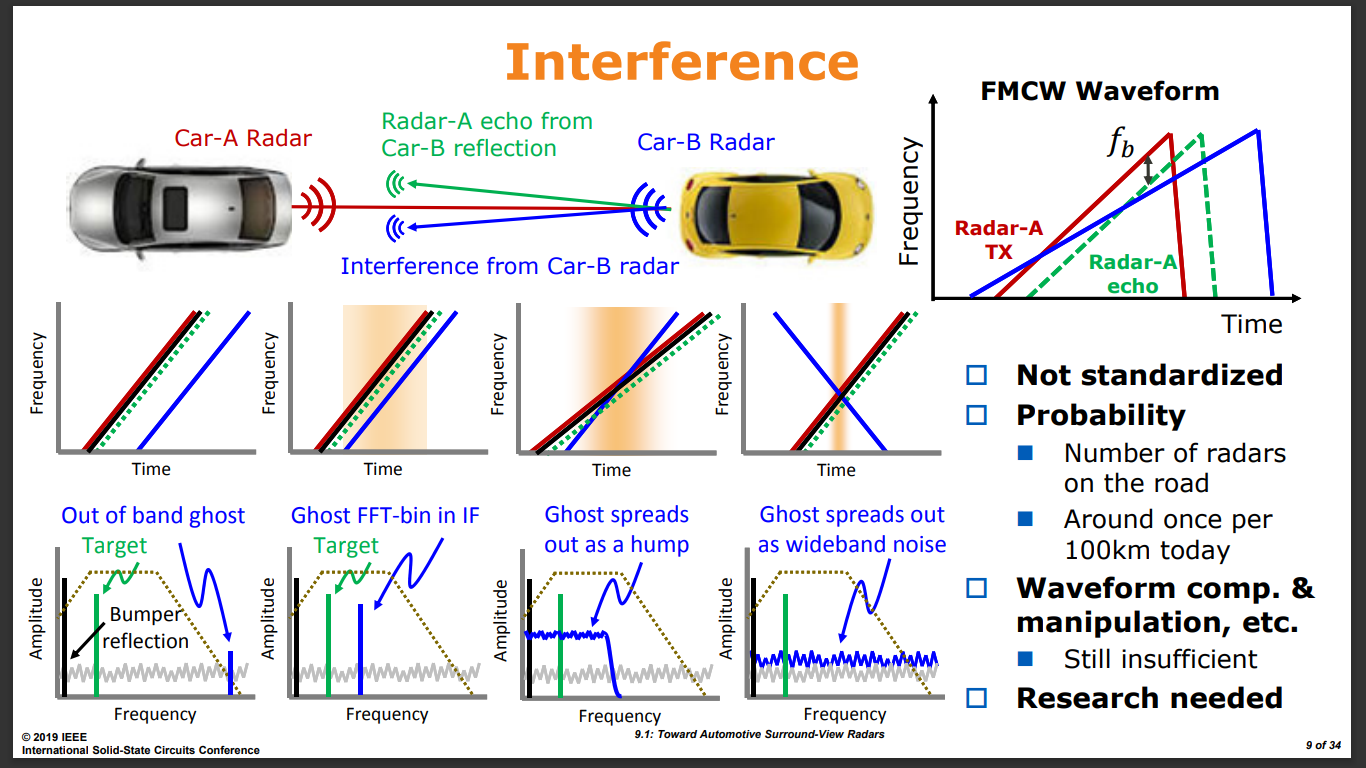 Interference
Car-A Radar
Radar-A echo from
Car-B reflection
Car-B Radar
Interference from Car-B radar
FMCW Waveform
Frequency
f_b
Radar-A
TX
Radar-A
echo
Time
Frequency
Time
Frequency
Time
Frequency
Time
Frequency
Time
Out of band ghost
Target
Bumper
reflection
Amplitude
Frequency
Ghost FFT-bin in IF
Target
Amplitude
Frequency
Ghost spreads
out as a hump
Amplitude
Frequency
Ghost spreads out
as wideband noise
Amplitude
Frequency
Not standardized
Probability
Number of radars
on the road
Around once per
100km today
Waveform comp. &
manipulation, etc.
Still insufficient
Research needed
© 2019 IEEE
International Solid-State Circuits Conference
9.1: Toward Automotive Surround-View Radars
9 of 34